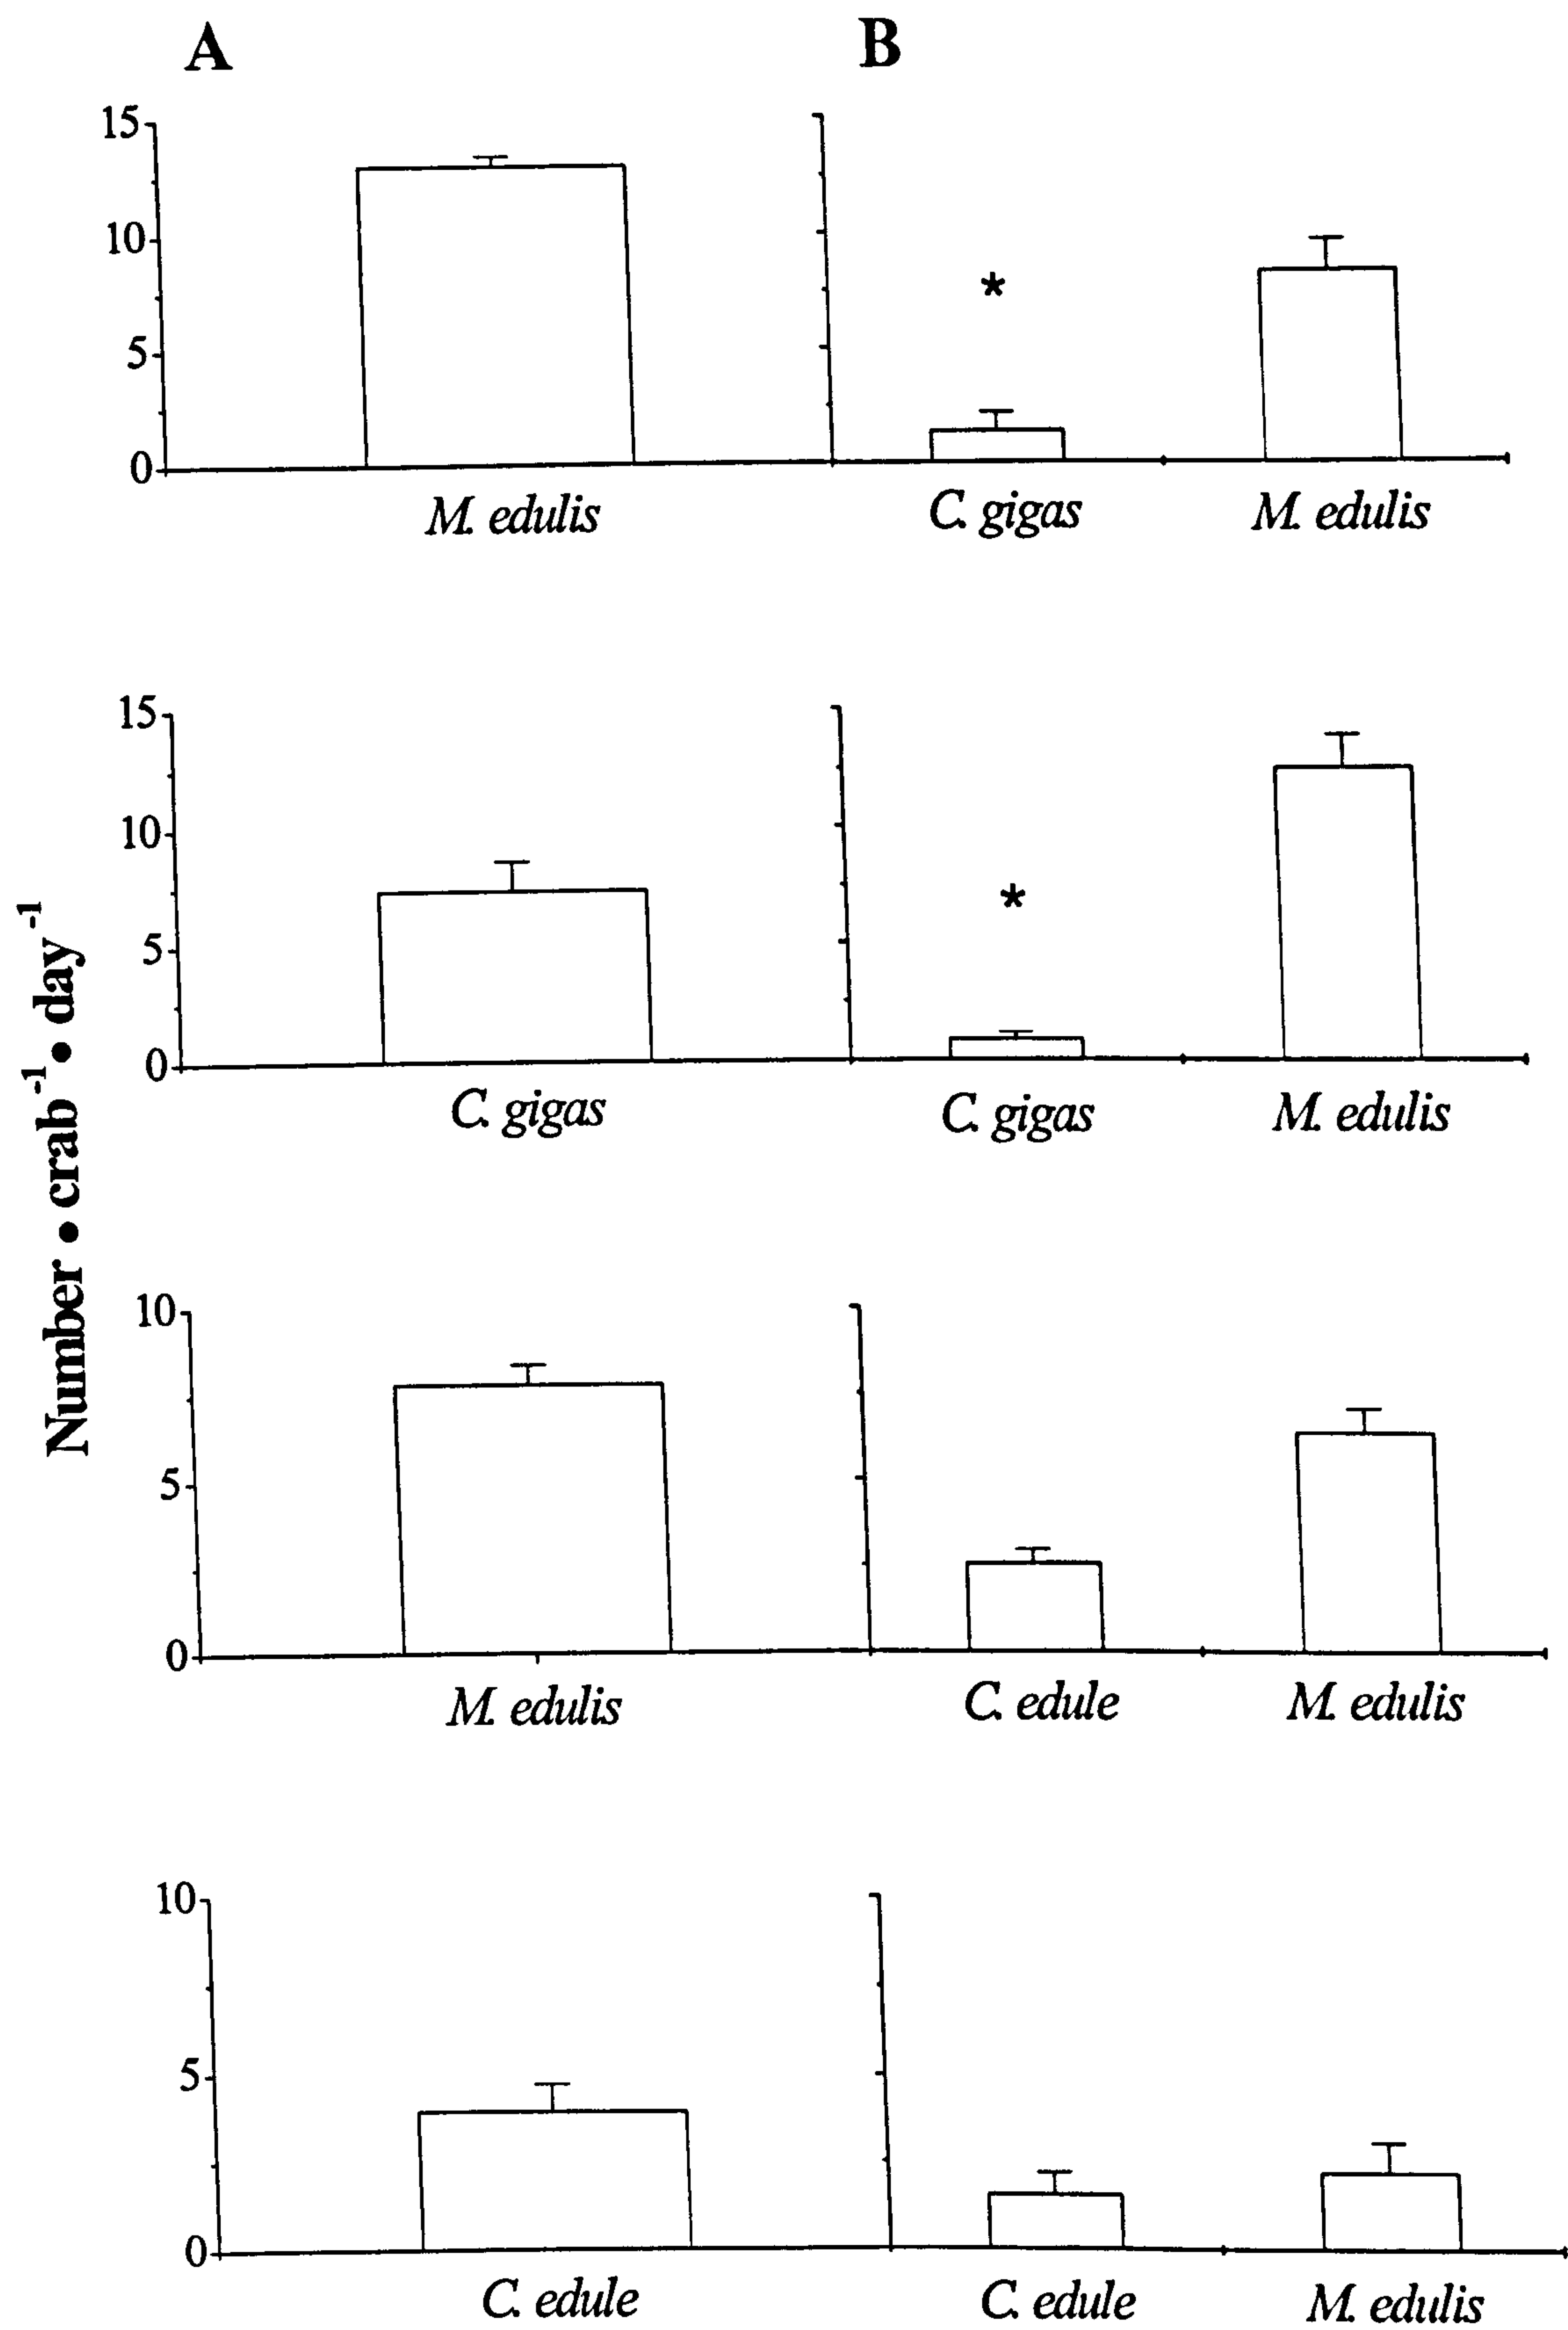 A
B
15
10
5
0
*
M. edulis
C. gigas
M. edulis
15
10
5
0
*
C. gigas
C. gigas
M. edulis
Number • crab⁻¹ • day⁻¹
10
5
0
M. edulis
C. edule
M. edulis
10
5
0
C. edule
C. edule
M. edulis